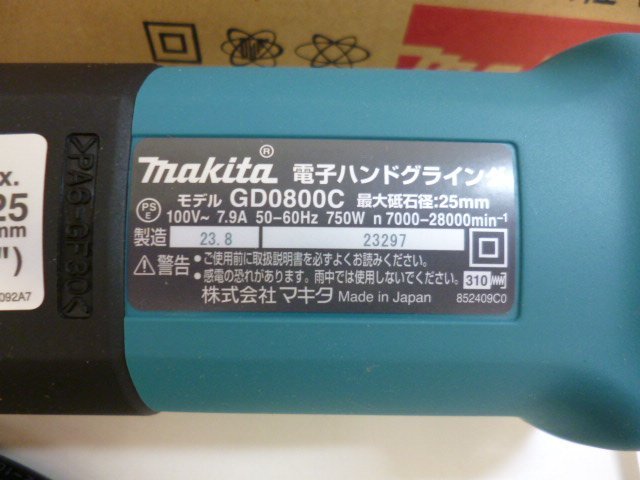 makita® 電子ハンドグラインダ
PS E モデル GD0800C 最大砥石径:25mm
100V~ 7.9A 50-60Hz 750W n 7000-28000min⁻¹
製造 23.8 23297
警告 ●ご使用前に取扱説明書を必ずよくお読みください。
●感電の恐れがあります。雨中では使用しないでください。
310
株式会社マキタ Made in Japan 852409C0
>PA6-GF30<
x.
25
mm
")
092A7